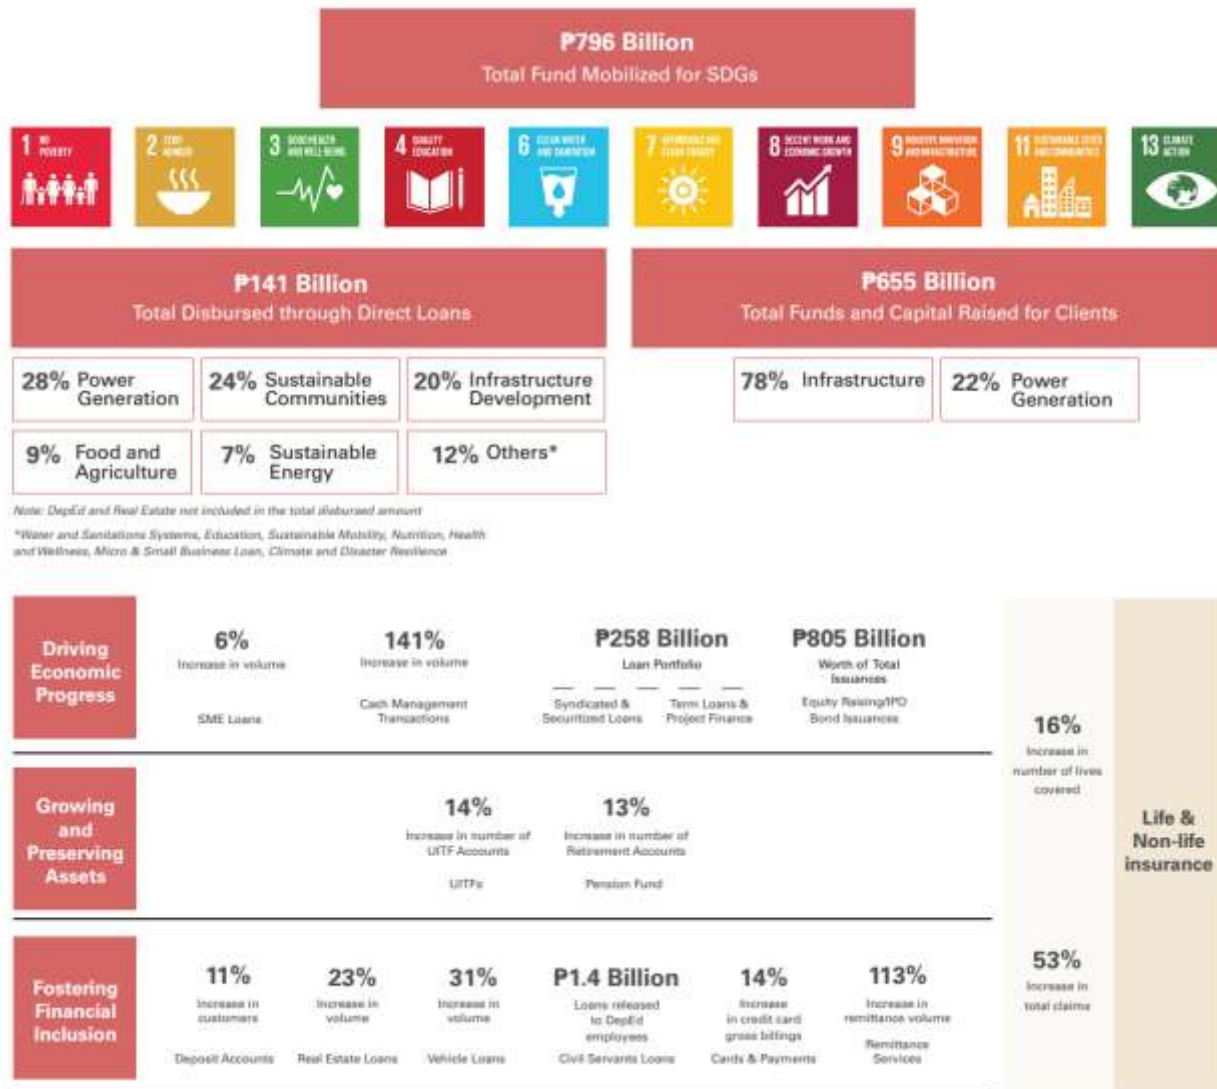 ₱796 Billion
Total Fund Mobilized for SDGs
1 NO
POVERTY
2 ZERO
HUNGER
3 GOOD HEALTH
AND WELL-BEING
4 QUALITY
EDUCATION
6 CLEAN WATER
AND SANITATION
7 AFFORDABLE AND
CLEAN ENERGY
8 DECENT WORK AND
ECONOMIC GROWTH
9 INDUSTRY, INNOVATION
AND INFRASTRUCTURE
11 SUSTAINABLE CITIES
AND COMMUNITIES
13 CLIMATE
ACTION
₱141 Billion
Total Disbursed through Direct Loans
28% Power
Generation
24% Sustainable
Communities
20% Infrastructure
Development
9% Food and
Agriculture
7% Sustainable
Energy
12% Others*
Note: DepEd and Real Estate not included in the total disbursed amount
*Water and Sanitations Systems, Education, Sustainable Mobility, Nutrition, Health
and Wellness, Micro & Small Business Loan, Climate and Disaster Resilience
₱655 Billion
Total Funds and Capital Raised for Clients
78% Infrastructure
22% Power
Generation
Driving
Economic
Progress
6%
Increase in volume
SME Loans
141%
Increase in volume
Cash Management
Transactions
₱258 Billion
Loan Portfolio
Syndicated &
Securitized Loans
Term Loans &
Project Finance
₱805 Billion
Worth of Total
Issuances
Equity Raising/IPO
Bond Issuances
Growing
and
Preserving
Assets
14%
Increase in number of
UITF Accounts
UITFs
13%
Increase in number of
Retirement Accounts
Pension Fund
Fostering
Financial
Inclusion
11%
Increase in
customers
Deposit Accounts
23%
Increase in
volume
Real Estate Loans
31%
Increase in
volume
Vehicle Loans
₱1.4 Billion
Loans released
to DepEd
employees
Civil Servants Loans
14%
Increase
in credit card
gross billings
Cards & Payments
113%
Increase in
remittance volume
Remittance
Services
16%
Increase in
number of lives
covered
53%
Increase in
total claims
Life &
Non-life
insurance